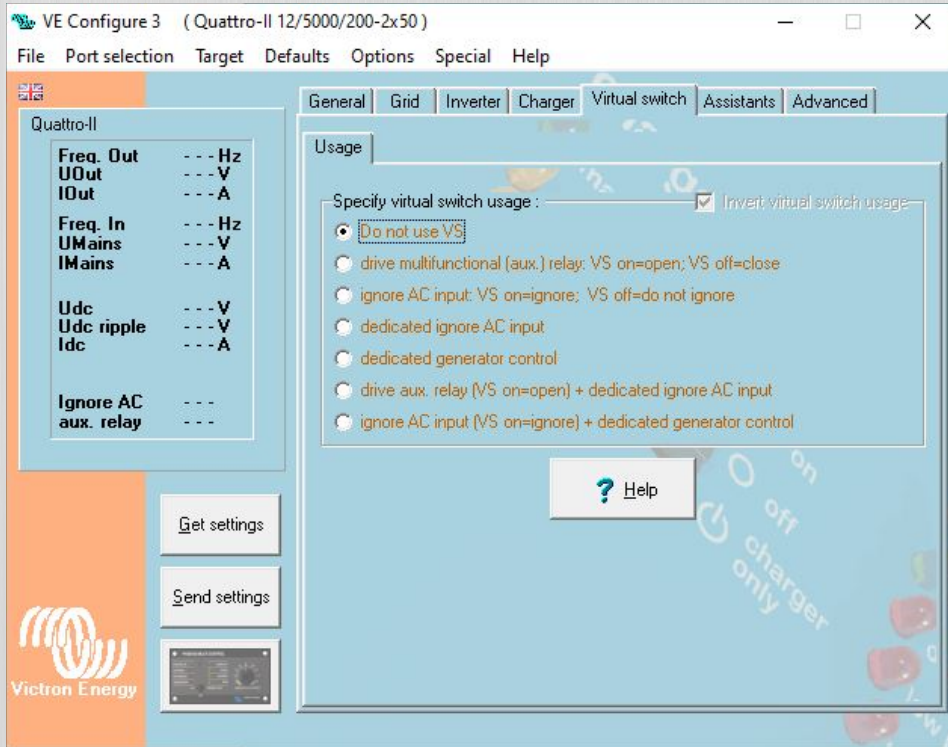 VE Configure 3 ( Quattro-II 12/5000/200-2x50 )
File Port selection Target Defaults Options Special Help
General Grid Inverter Charger Virtual switch Assistants Advanced
Quattro-II
Freq. Out - - - Hz
UOut - - - V
IOut - - - A
Freq. In - - - Hz
UMains - - - V
IMains - - - A
Udc - - - V
Udc ripple - - - V
Idc - - - A
Ignore AC - - -
aux. relay - - -
Get settings
Send settings
Victron Energy
Usage
Specify virtual switch usage : Invert virtual switch usage
Do not use VS
drive multifunctional (aux.) relay: VS on=open; VS off=close
ignore AC input: VS on=ignore; VS off=do not ignore
dedicated ignore AC input
dedicated generator control
drive aux. relay (VS on=open) + dedicated ignore AC input
ignore AC input (VS on=ignore) + dedicated generator control
? Help
on
off
charger
only